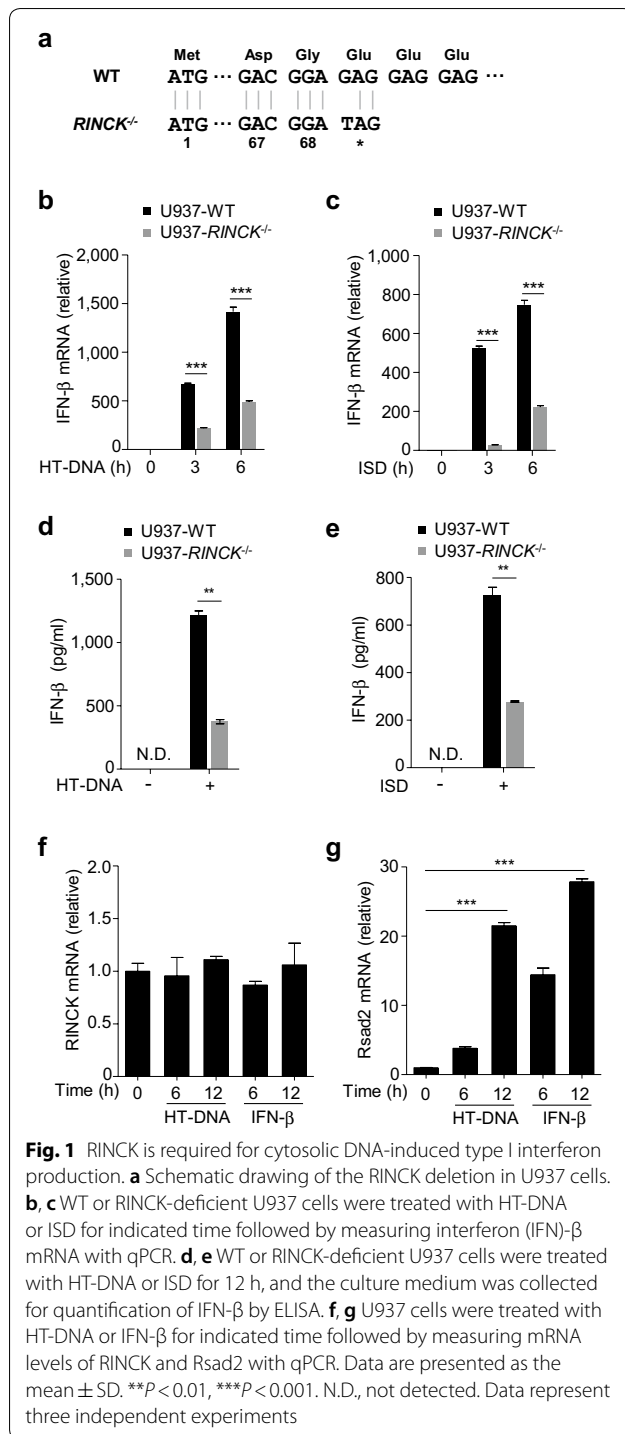 a
Met Asp Gly Glu Glu Glu
WT ATG ··· GAC GGA GAG GAG GAG ···
RINCK-/- ATG ··· GAC GGA TAG
1 67 68 *
b
U937-WT
U937-RINCK-/-
2,000
1,500
1,000
500
0
IFN-β mRNA (relative)
***
***
HT-DNA (h) 0 3 6
c
U937-WT
U937-RINCK-/-
1,000
800
600
400
200
0
IFN-β mRNA (relative)
***
***
ISD (h) 0 3 6
d
U937-WT
U937-RINCK-/-
1,500
1,000
500
0
IFN-β (pg/ml)
**
N.D.
HT-DNA - +
e
U937-WT
U937-RINCK-/-
800
600
400
200
0
IFN-β (pg/ml)
**
N.D.
ISD - +
f
2.0
1.5
1.0
0.5
0
RINCK mRNA (relative)
Time (h) 0 6 12 6 12
HT-DNA IFN-β
g
30
20
10
0
Rsad2 mRNA (relative)
***
***
Time (h) 0 6 12 6 12
HT-DNA IFN-β
Fig. 1 RINCK is required for cytosolic DNA-induced type I interferon
production. a Schematic drawing of the RINCK deletion in U937 cells.
b, c WT or RINCK-deficient U937 cells were treated with HT-DNA
or ISD for indicated time followed by measuring interferon (IFN)-β
mRNA with qPCR. d, e WT or RINCK-deficient U937 cells were treated
with HT-DNA or ISD for 12 h, and the culture medium was collected
for quantification of IFN-β by ELISA. f, g U937 cells were treated with
HT-DNA or IFN-β for indicated time followed by measuring mRNA
levels of RINCK and Rsad2 with qPCR. Data are presented as the
mean ± SD. **P < 0.01, ***P < 0.001. N.D., not detected. Data represent
three independent experiments